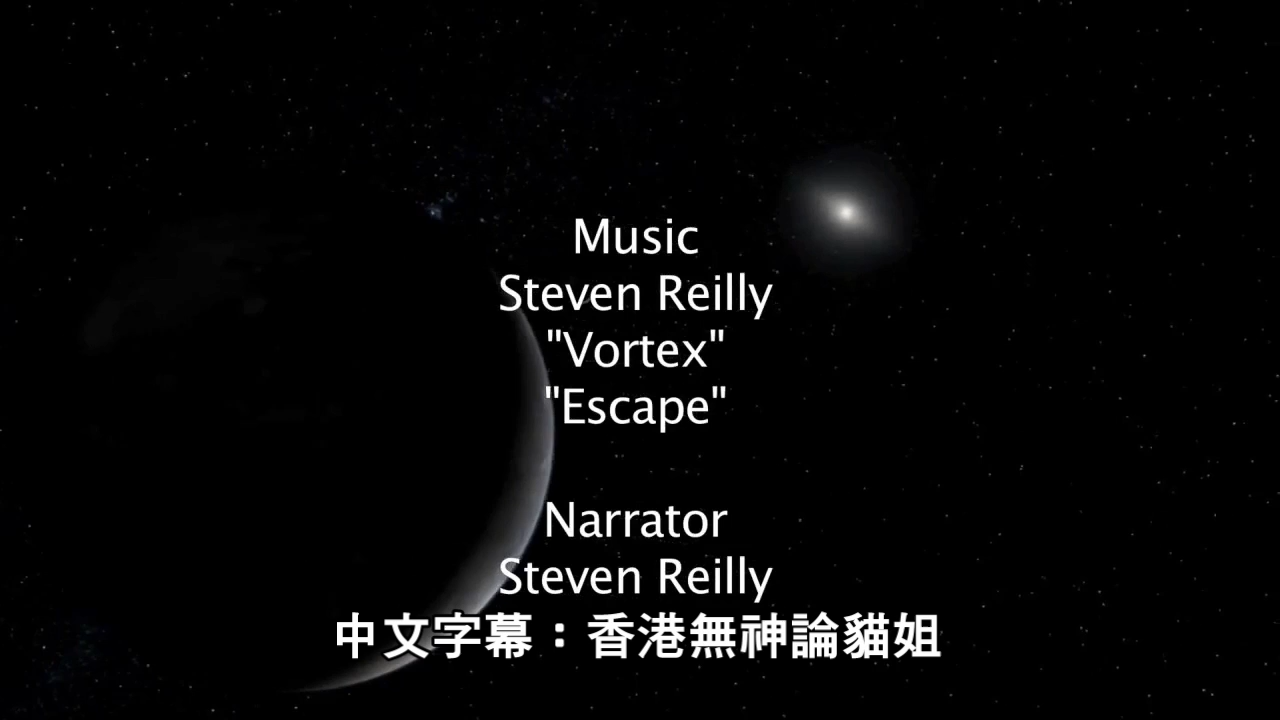 Music
Steven Reilly
"Vortex"
"Escape"
Narrator
Steven Reilly
中文字幕：香港無神論貓姐